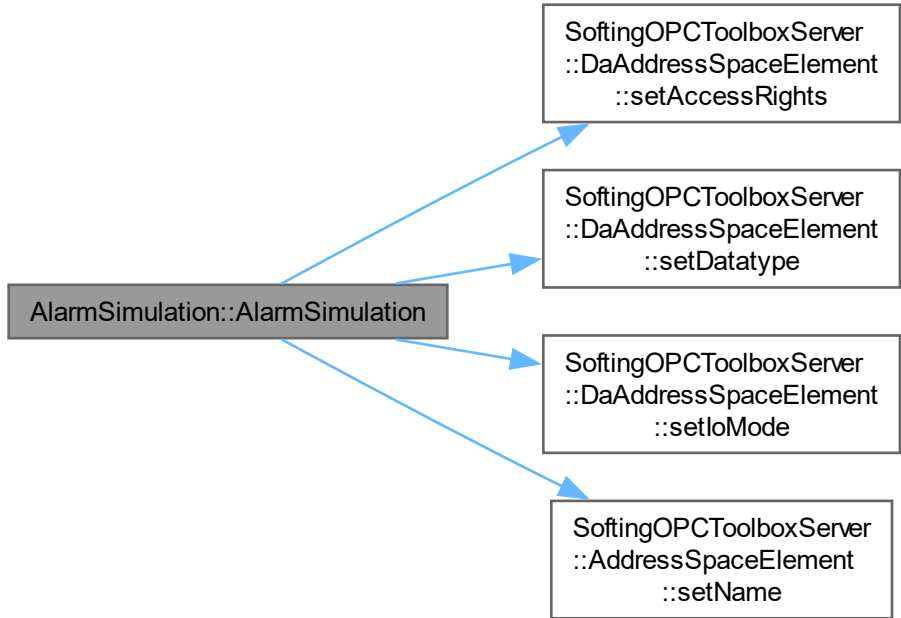 SoftingOPCToolboxServer
::DaAddressSpaceElement
::setAccessRights
SoftingOPCToolboxServer
::DaAddressSpaceElement
::setDatatype
AlarmSimulation::AlarmSimulation
SoftingOPCToolboxServer
::DaAddressSpaceElement
::setIoMode
SoftingOPCToolboxServer
::AddressSpaceElement
::setName